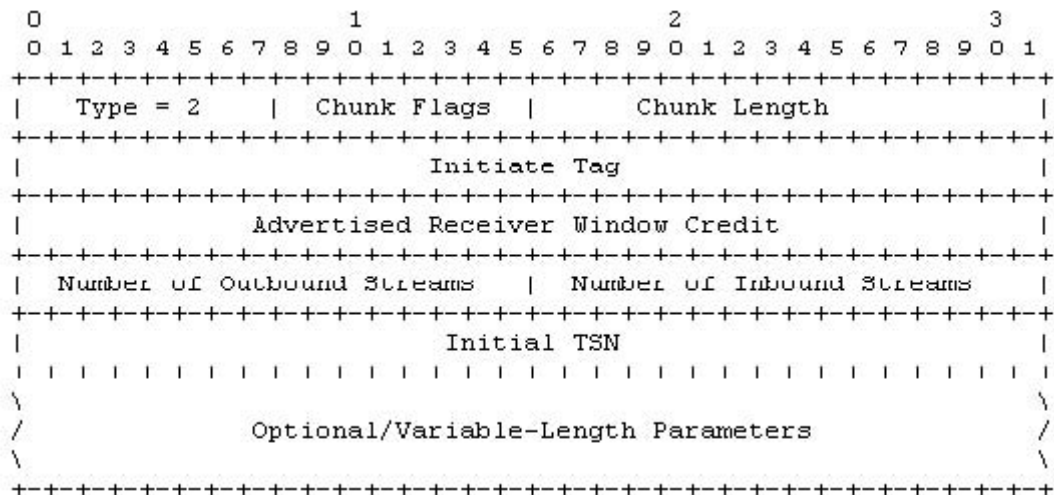 0                   1                   2                   3
0 1 2 3 4 5 6 7 8 9 0 1 2 3 4 5 6 7 8 9 0 1 2 3 4 5 6 7 8 9 0 1
+-+-+-+-+-+-+-+-+-+-+-+-+-+-+-+-+-+-+-+-+-+-+-+-+-+-+-+-+-+-+-+-+
|   Type = 2    |  Chunk Flags  |      Chunk Length             |
+-+-+-+-+-+-+-+-+-+-+-+-+-+-+-+-+-+-+-+-+-+-+-+-+-+-+-+-+-+-+-+-+
|                         Initiate Tag                          |
+-+-+-+-+-+-+-+-+-+-+-+-+-+-+-+-+-+-+-+-+-+-+-+-+-+-+-+-+-+-+-+-+
|              Advertised Receiver Window Credit                |
+-+-+-+-+-+-+-+-+-+-+-+-+-+-+-+-+-+-+-+-+-+-+-+-+-+-+-+-+-+-+-+-+
|  Number of Outbound Streams   |  Number of Inbound Streams    |
+-+-+-+-+-+-+-+-+-+-+-+-+-+-+-+-+-+-+-+-+-+-+-+-+-+-+-+-+-+-+-+-+
|                          Initial TSN                          |
| | | | | | | | | | | | | | | | | | | | | | | | | | | | | | | | |
\                                                               \
/              Optional/Variable-Length Parameters              /
\                                                               \
+-+-+-+-+-+-+-+-+-+-+-+-+-+-+-+-+-+-+-+-+-+-+-+-+-+-+-+-+-+-+-+-+